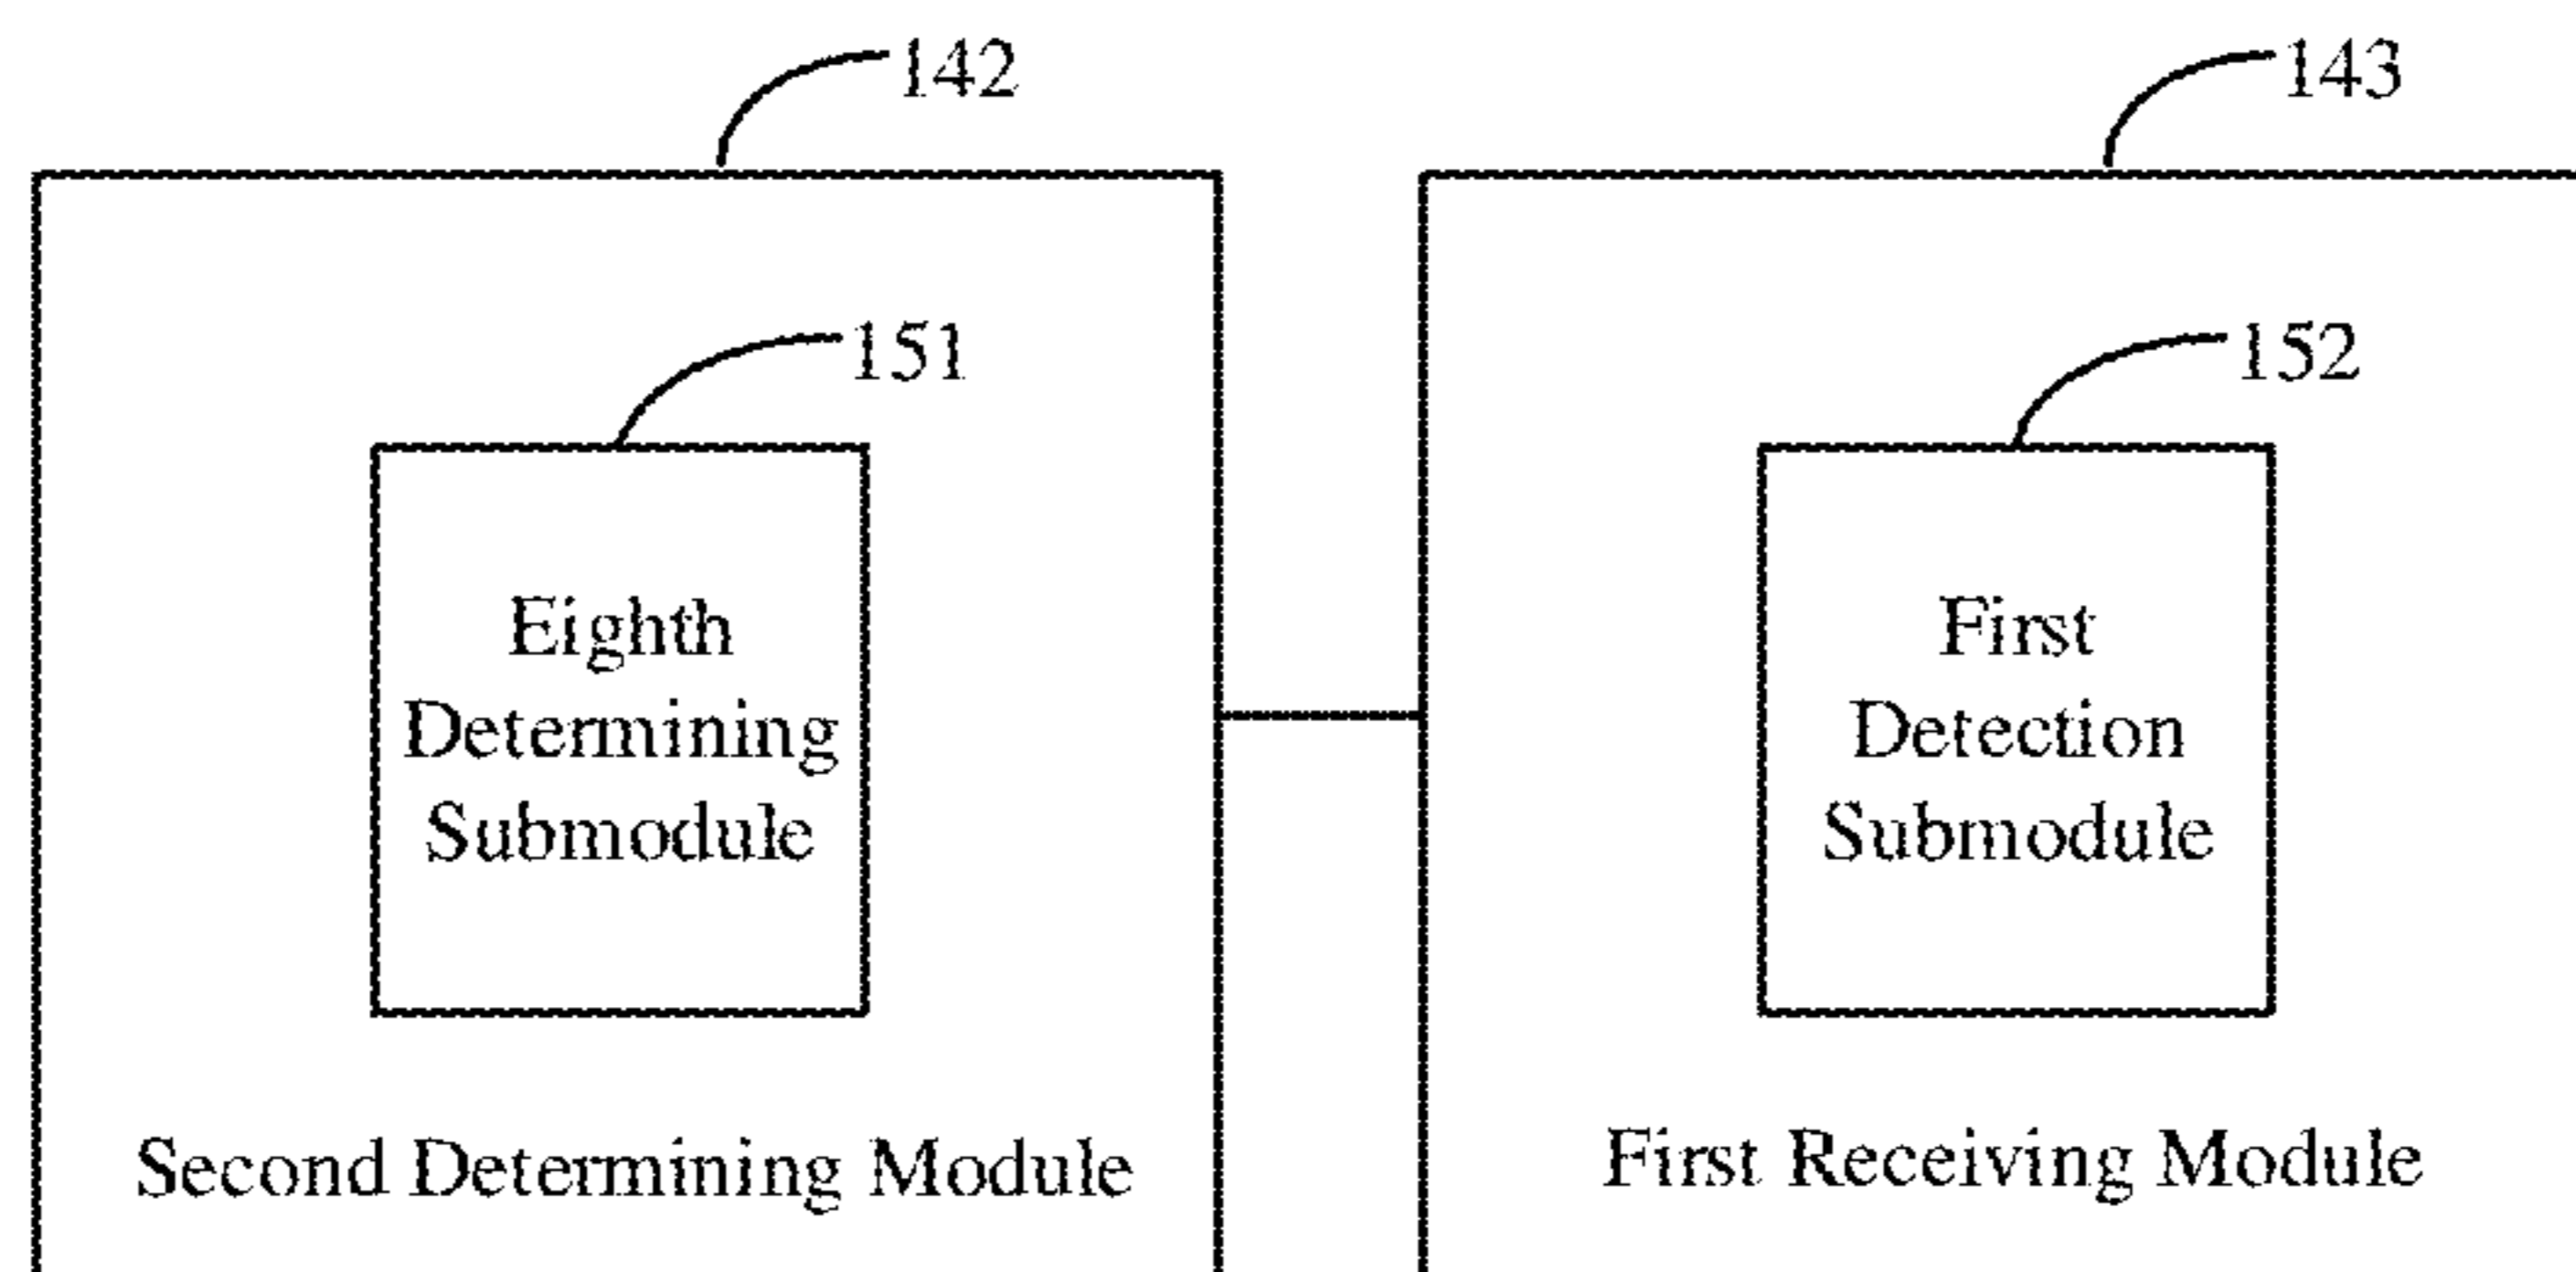 142
143
151
152
Eighth
Determining
Submodule
First
Detection
Submodule
Second Determining Module
First Receiving Module